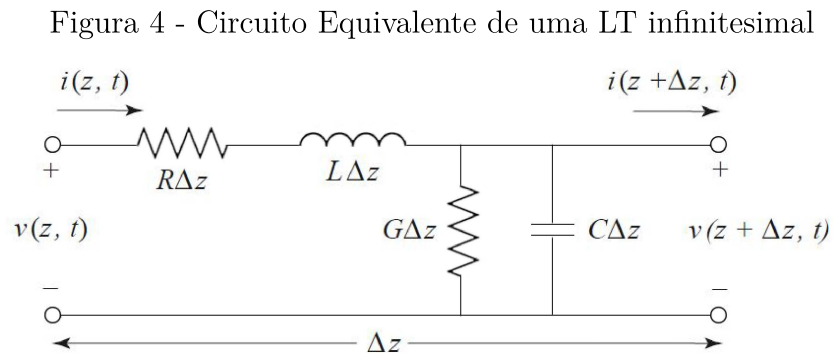 Figura 4 - Circuito Equivalente de uma LT infinitesimal
i(z, t)
i(z +Δz, t)
+
RΔz
LΔz
+
v(z, t)
GΔz
CΔz
v(z + Δz, t)
−
−
Δz